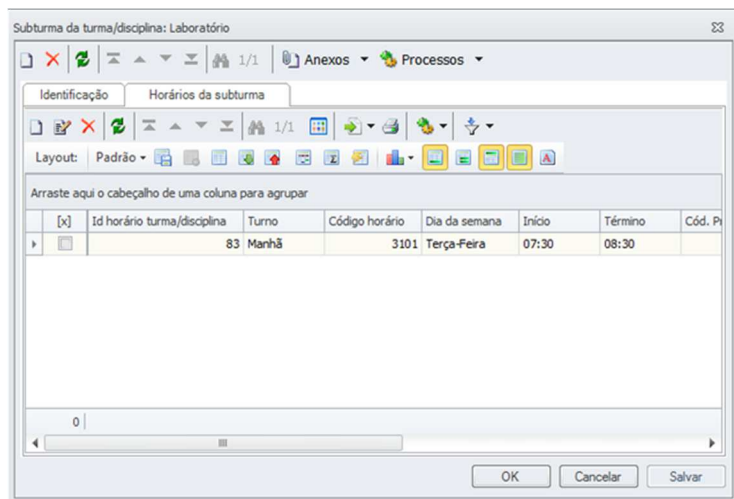 Subturma da turma/disciplina: Laboratório
1/1 Anexos Processos
Identificação Horários da subturma
1/1
Layout: Padrão
Arraste aqui o cabeçalho de uma coluna para agrupar
[x] Id horário turma/disciplina Turno Código horário Dia da semana Início Término Cód. P
83 Manhã 3101 Terça-Feira 07:30 08:30
0
OK Cancelar Salvar